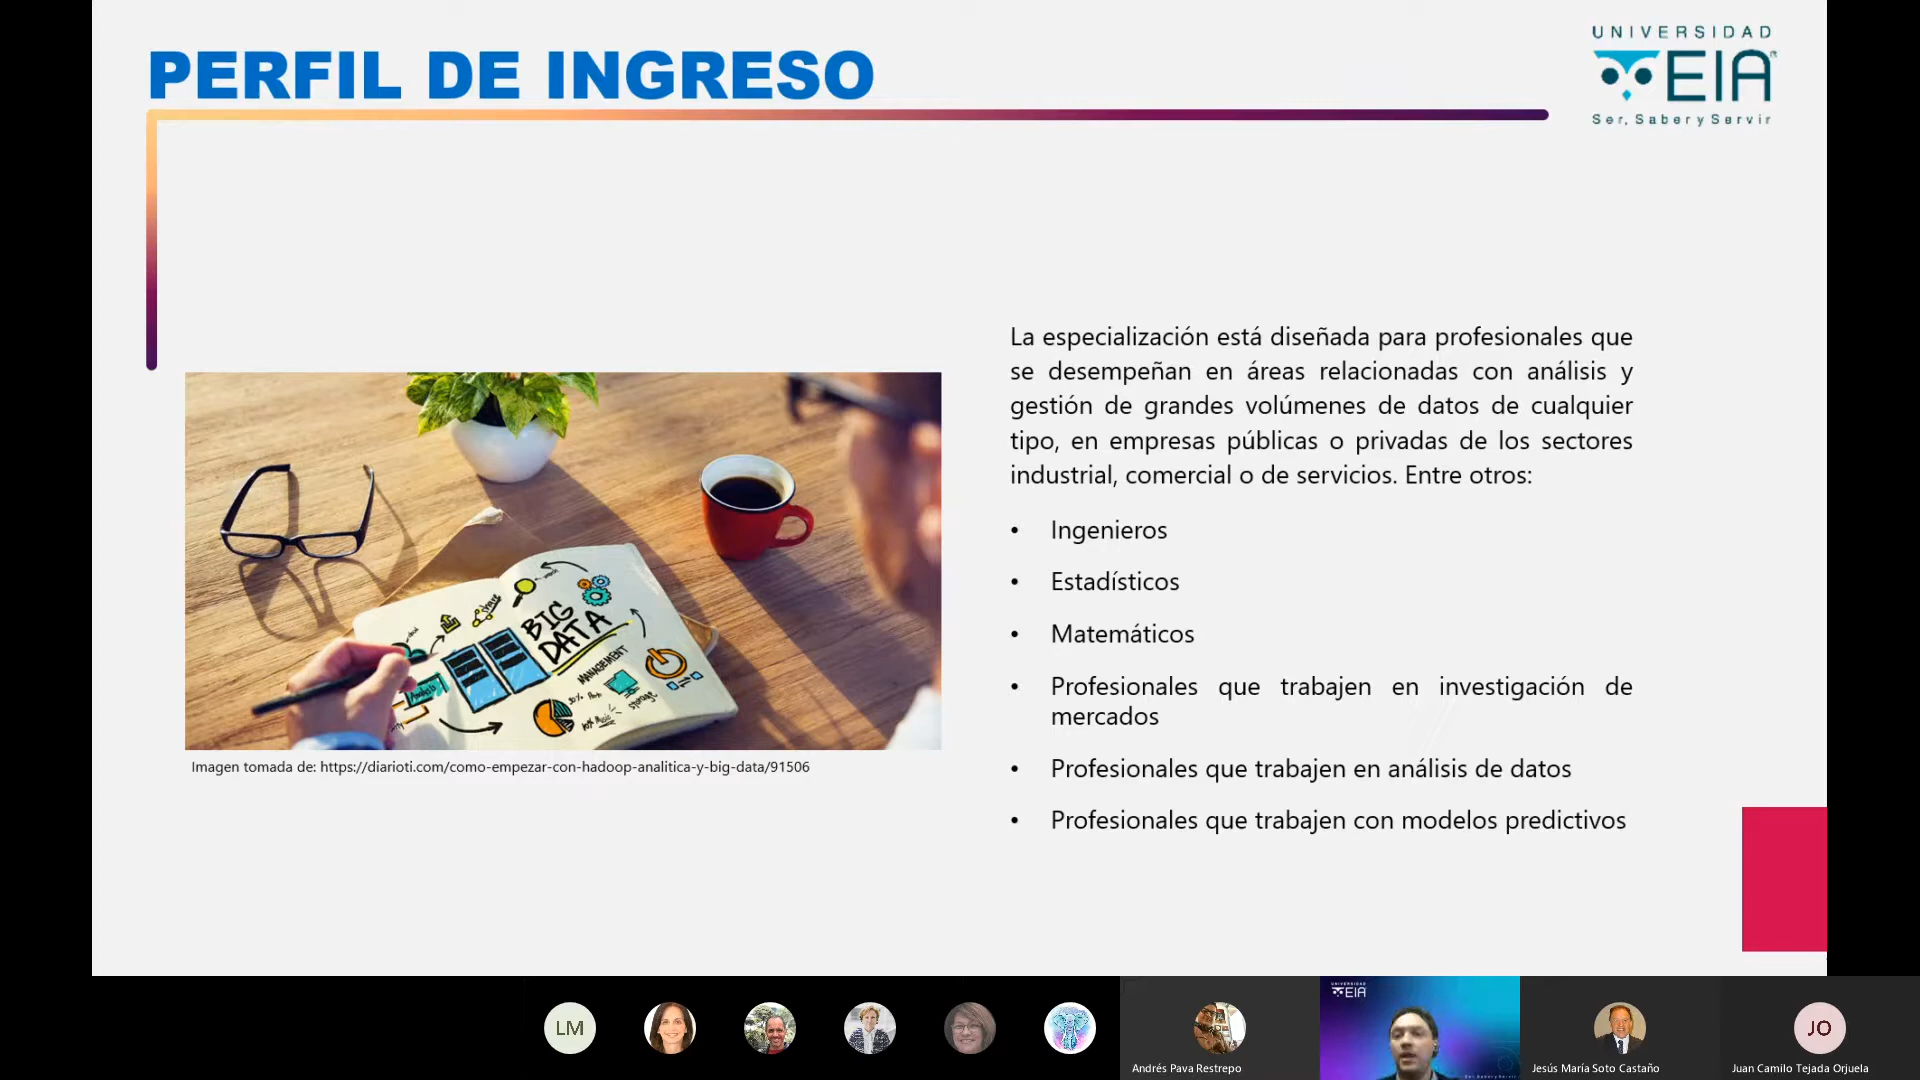 PERFIL DE INGRESO
UNIVERSIDAD
EIA
Ser, Saber y Servir
La especialización está diseñada para profesionales que
se desempeñan en áreas relacionadas con análisis y
gestión de grandes volúmenes de datos de cualquier
tipo, en empresas públicas o privadas de los sectores
industrial, comercial o de servicios. Entre otros:
• Ingenieros
• Estadísticos
• Matemáticos
• Profesionales que trabajen en investigación de
mercados
• Profesionales que trabajen en análisis de datos
• Profesionales que trabajen con modelos predictivos
BIG
DATA
MANAGEMENT
Analysis
storage
share
Imagen tomada de: https://diarioti.com/como-empezar-con-hadoop-analitica-y-big-data/91506
LM
Andrés Pava Restrepo
UNIVERSIDAD
EIA
Jesús María Soto Castaño
JO
Juan Camilo Tejada Orjuela